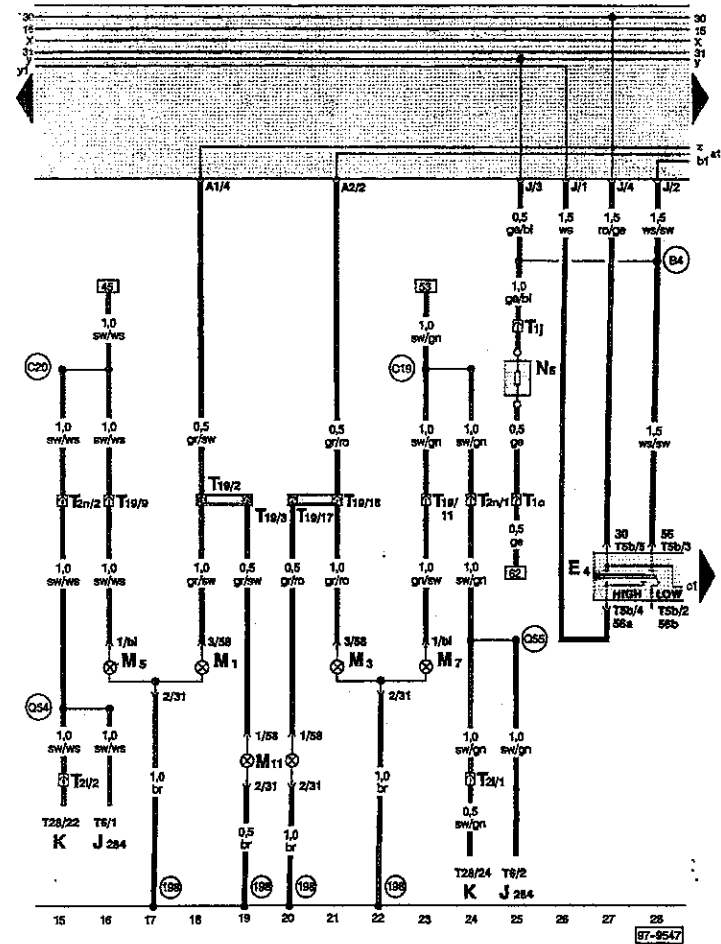 30 30
15 15
X X
31 31
y y
y1
z
a1
b1
A1/4 A2/2 J/3 J/1 J/4 J/2
0,5 1,5 1,5 1,5
ge/bl ws ro/ge ws/sw
B4
45 53
1,0 1,0 1,0
sw/ws sw/gn ge/bl
T1j
C20 C19
1,0 1,0 0,5 0,5 1,0 1,0 0,5 1,5
sw/ws sw/ws gr/sw gr/ro sw/gn sw/gn ge ws/sw
T2n/2 T19/9 T19/2 T19/3 T19/17 T19/18 T19/11 T2n/1 T1c
1,0 1,0 1,0 0,5 0,5 1,0 1,0 1,0 0,5
sw/ws sw/ws gr/sw gr/sw gr/ro gr/ro gn/sw sw/gn ge
62
30 56
T5b/5 T5b/3
E 4
c1
HIGH LOW
T5b/4 T5b/2
56a 56b
1/bl 3/58 3/58 1/bl
M5 M1 M3 M7
Q55
2/31 2/31
Q54
1,0 1,0 1,0 1,0
sw/ws sw/ws sw/gn sw/gn
1/58 1/58
M11
2/31 2/31
T2l/2 T2l/1
1,0 1,0
br br
0,5 1,0 0,5
br br sw/gn
T28/22 T6/1
K J 284
T28/24 T6/2
K J 284
198 198 198 198
15 16 17 18 19 20 21 22 23 24 25 26 27 28
97-9547